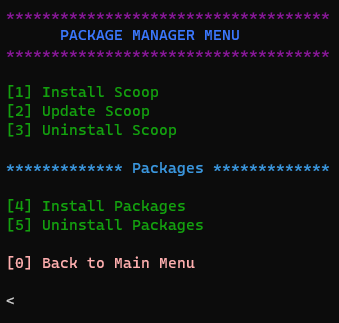 ************************************
PACKAGE MANAGER MENU
************************************
[1] Install Scoop
[2] Update Scoop
[3] Uninstall Scoop
************* Packages *************
[4] Install Packages
[5] Uninstall Packages
[0] Back to Main Menu
<